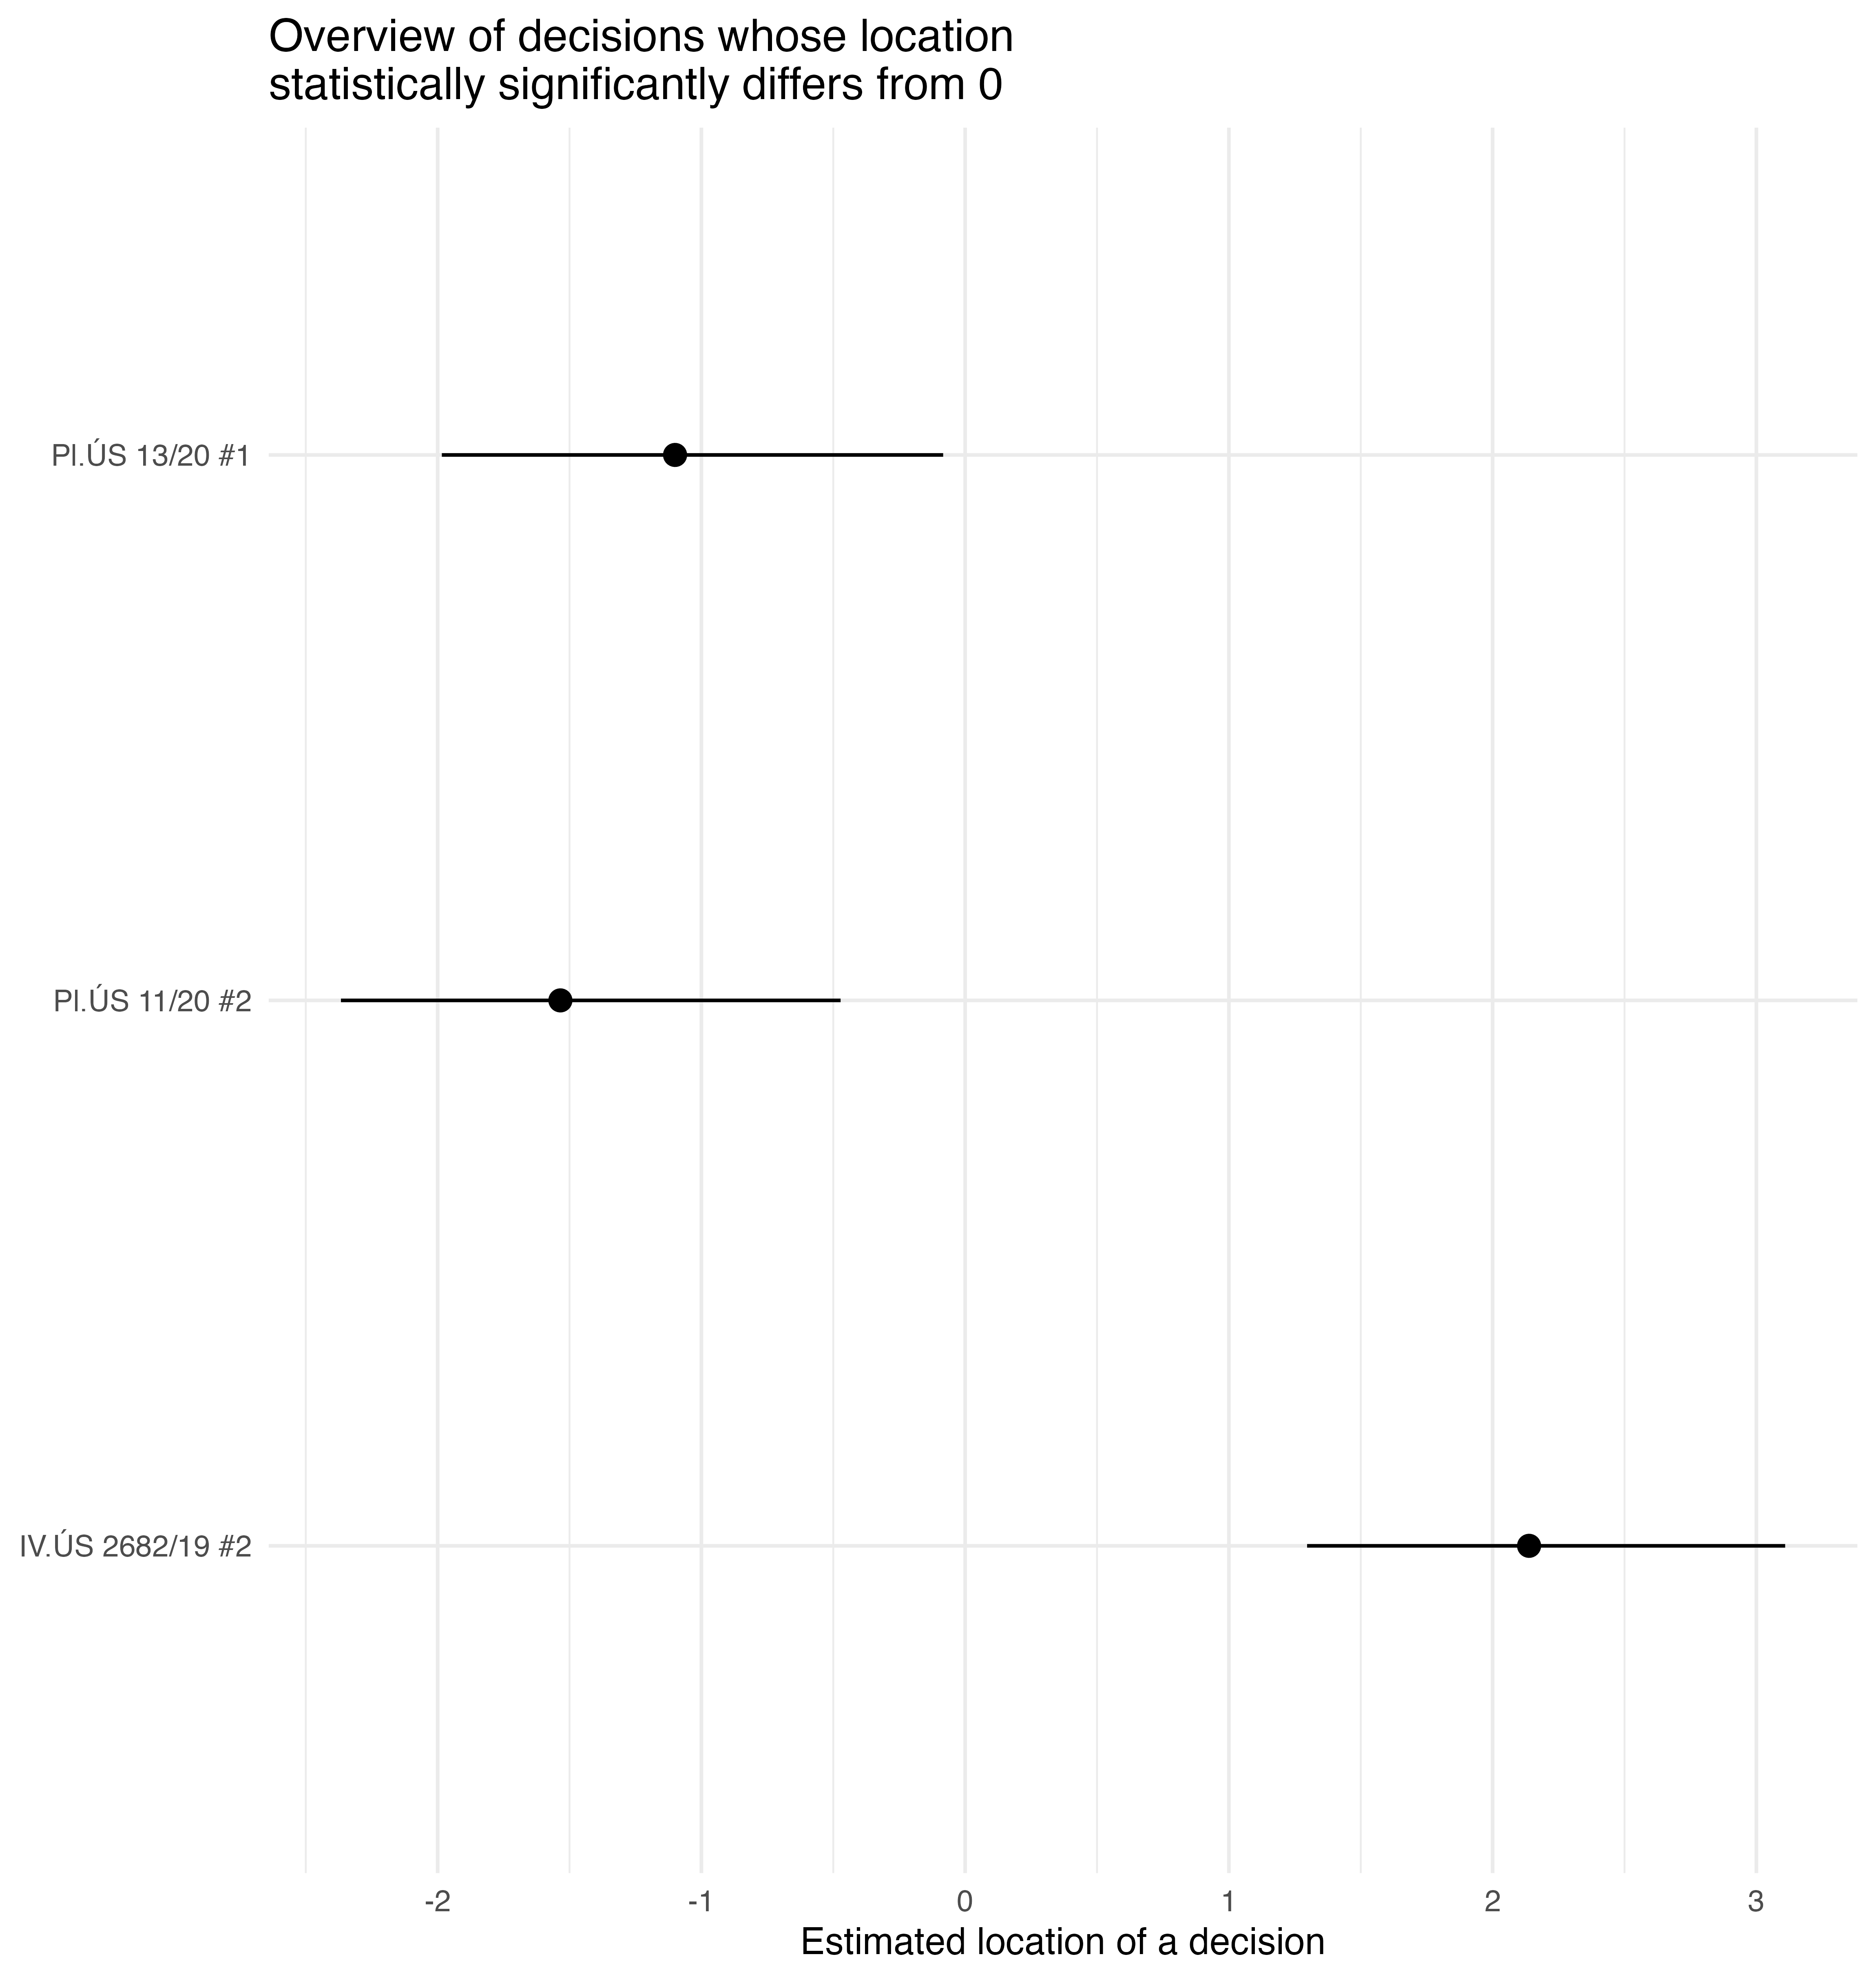 Overview of decisions whose location
statistically significantly differs from 0
Pl.ÚS 13/20 #1
Pl.ÚS 11/20 #2
IV.ÚS 2682/19 #2
-2 -1 0 1 2 3
Estimated location of a decision